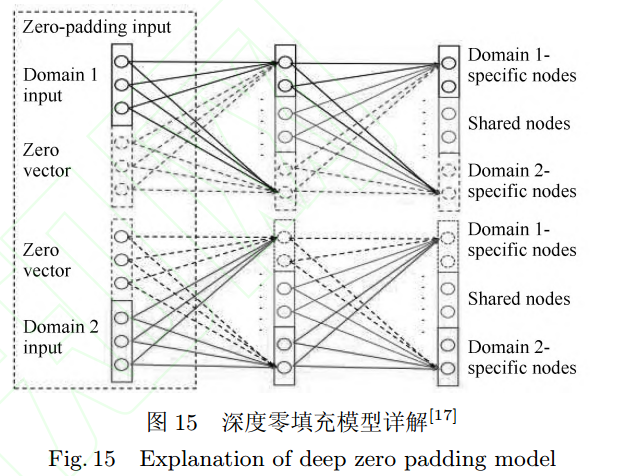 Zero-padding input
Domain 1
input
Zero
vector
Domain 1-
specific nodes
Shared nodes
Domain 2-
specific nodes
Zero
vector
Domain 2
input
Domain 1-
specific nodes
Shared nodes
Domain 2-
specific nodes
图 15 深度零填充模型详解[17]
Fig. 15 Explanation of deep zero padding model